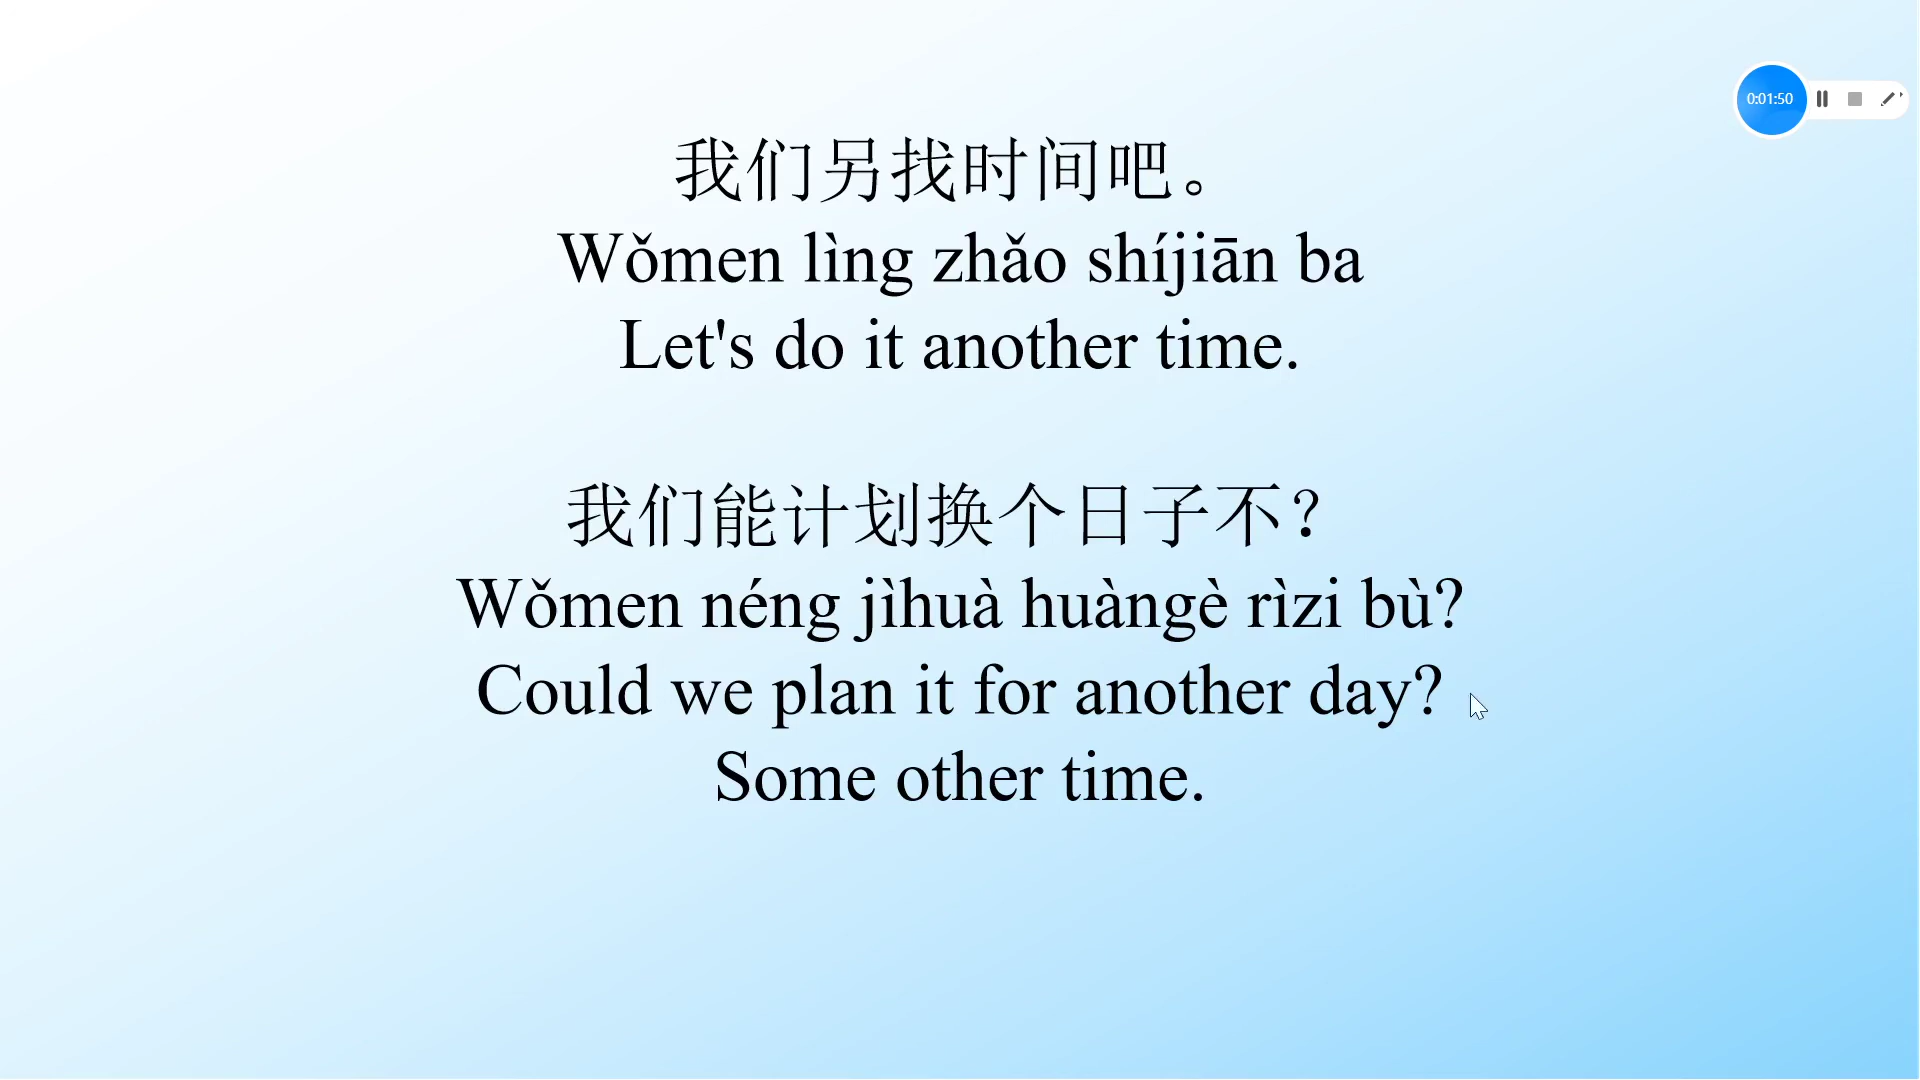 0:01:50
我们另找时间吧。
Wǒmen lìng zhǎo shíjiān ba
Let's do it another time.
我们能计划换个日子不？
Wǒmen néng jìhuà huàngè rìzi bù?
Could we plan it for another day?
Some other time.